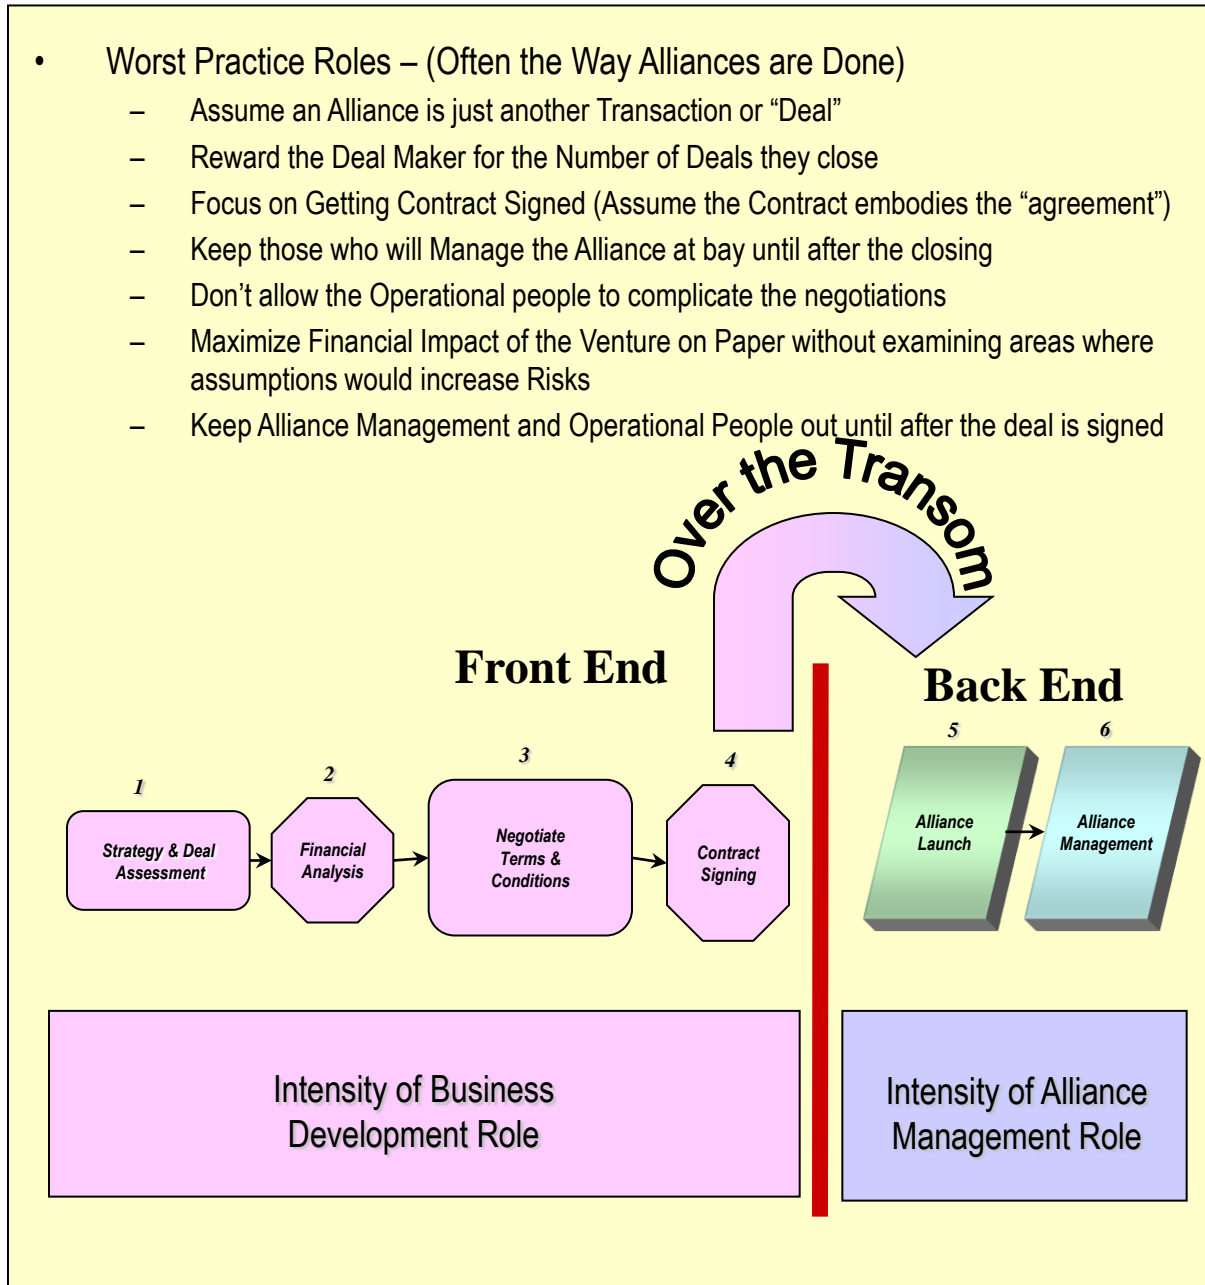 • Worst Practice Roles – (Often the Way Alliances are Done)
– Assume an Alliance is just another Transaction or “Deal”
– Reward the Deal Maker for the Number of Deals they close
– Focus on Getting Contract Signed (Assume the Contract embodies the “agreement”)
– Keep those who will Manage the Alliance at bay until after the closing
– Don’t allow the Operational people to complicate the negotiations
– Maximize Financial Impact of the Venture on Paper without examining areas where
assumptions would increase Risks
– Keep Alliance Management and Operational People out until after the deal is signed
Over the Transom
Front End
Back End
1
Strategy & Deal
Assessment
2
Financial
Analysis
3
Negotiate
Terms &
Conditions
4
Contract
Signing
5
Alliance
Launch
6
Alliance
Management
Intensity of Business
Development Role
Intensity of Alliance
Management Role